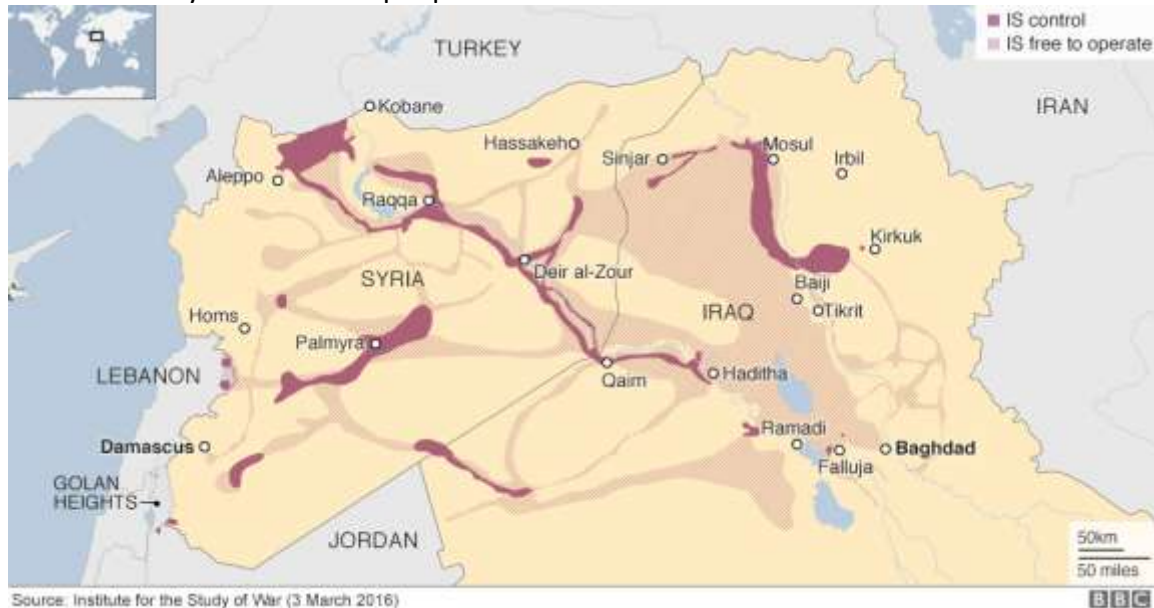 IS control
IS free to operate
TURKEY
IRAN
Kobane
Hassakeh
Sinjar
Mosul
Irbil
Aleppo
Raqqa
Kirkuk
Deir al-Zour
SYRIA
Baiji
Tikrit
IRAQ
Homs
Palmyra
LEBANON
Qaim
Haditha
Damascus
Ramadi
Baghdad
Falluja
GOLAN
HEIGHTS
JORDAN
50km
50 miles
Source: Institute for the Study of War (3 March 2016)
BBC